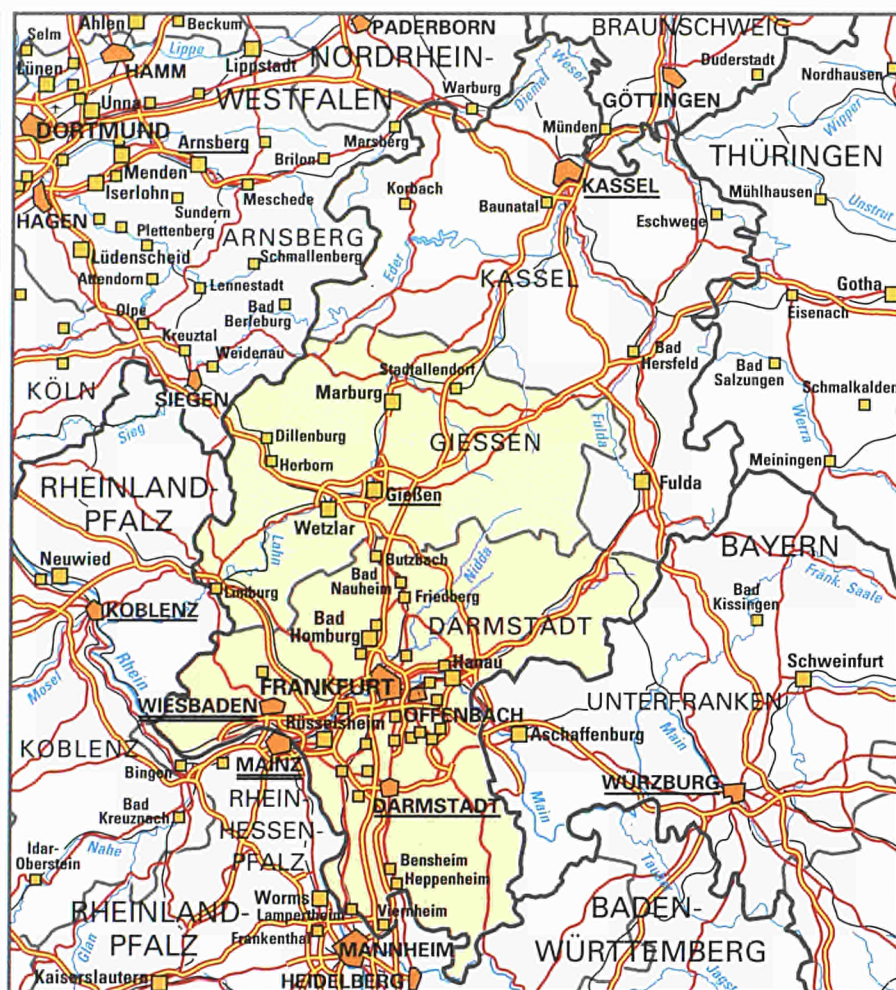 Ahlen
Beckum
PADERBORN
BRAUNSCHWEIG
Selm
Lippe
NORDRHEIN-
Weser
Duderstadt
Lünen
HAMM
Lippstadt
Nordhausen
Unna
WESTFALEN
Warburg
Diemel
GÖTTINGEN
Wipper
DORTMUND
Arnsberg
Marsberg
Münden
THÜRINGEN
Menden
Brilon
Iserlohn
Meschede
Korbach
KASSEL
Mühlhausen
HAGEN
Sundern
Baunatal
Eschwege
Unstrut
Plettenberg
ARNSBERG
Lüdenscheid
Schmallenberg
Eder
KASSEL
Attendorn
Lennestadt
Gotha
Olpe
Bad
Berleburg
Eisenach
Kreuztal
Weidenau
Bad
Hersfeld
KÖLN
Stadtallendorf
Bad
Salzungen
SIEGEN
Marburg
Schmalkalden
Sieg
Dillenburg
GIESSEN
Fulda
Werra
Herborn
Meiningen
RHEINLAND-
PFALZ
Gießen
Fulda
Wetzlar
Lahn
BAYERN
Neuwied
Butzbach
Nidda
Fränk. Saale
Limburg
Bad
Nauheim
Friedberg
Bad
Kissingen
KOBLENZ
Bad
Homburg
DARMSTADT
Rhein
Hanau
Schweinfurt
Mosel
FRANKFURT
UNTERFRANKEN
WIESBADEN
Rüsselsheim
OFFENBACH
Aschaffenburg
Main
KOBLENZ
MAINZ
Bingen
WÜRZBURG
Bad
Kreuznach
RHEIN-
HESSEN-
PFALZ
DARMSTADT
Main
Idar-
Oberstein
Nahe
Bensheim
Tauber
Heppenheim
RHEINLAND-
PFALZ
Worms
Lampertheim
Viernheim
BADEN-
WÜRTTEMBERG
Glan
Frankenthal
MANNHEIM
Kaiserslautern
HEIDELBERG
Jagst